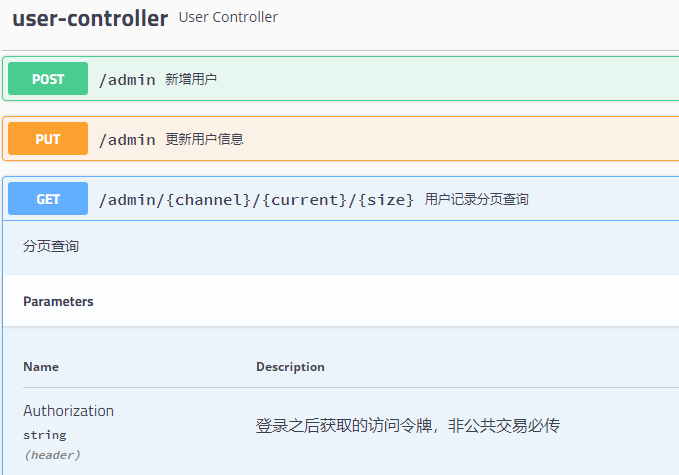 user-controller User Controller
POST /admin 新增用户
PUT /admin 更新用户信息
GET /admin/{channel}/{current}/{size} 用户记录分页查询
分页查询
Parameters
Name Description
Authorization
登录之后获取的访问令牌，非公共交易必传
string
(header)